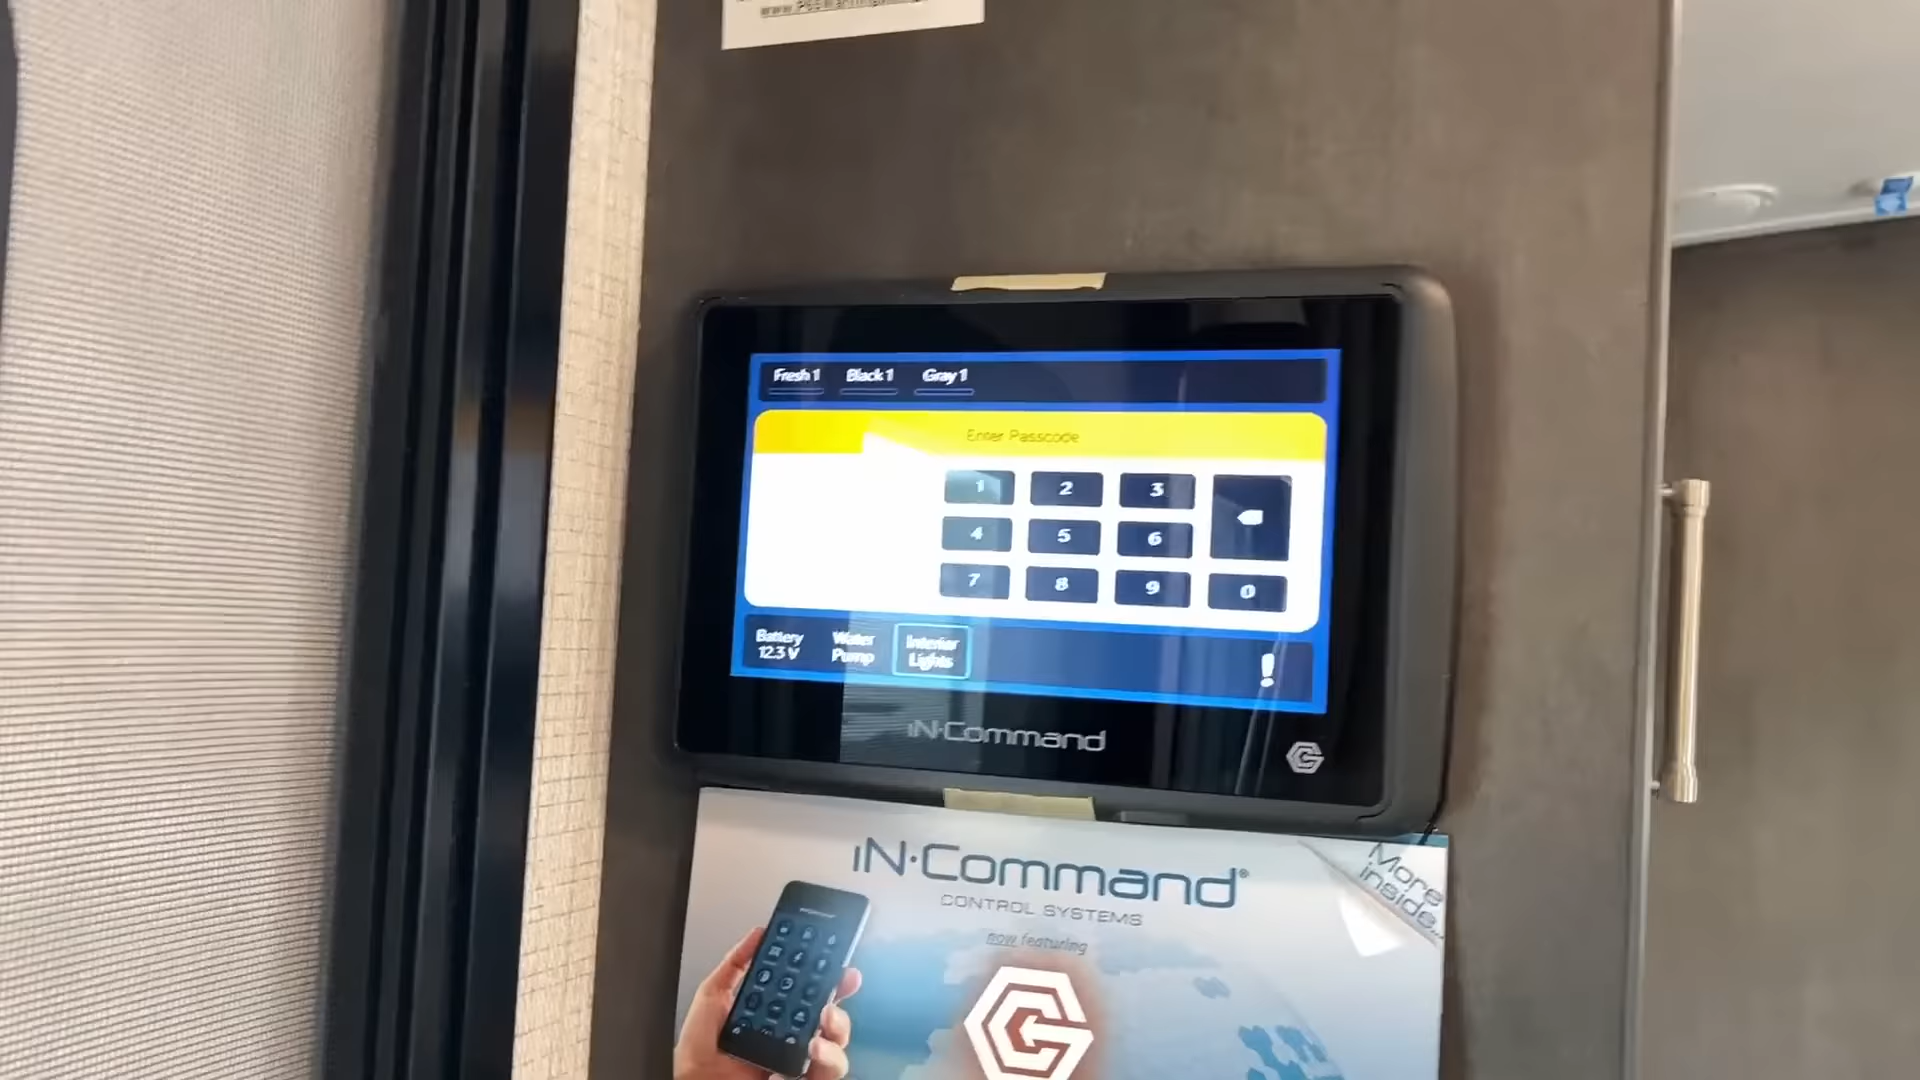 Fresh 1 Black 1 Gray 1
Enter Passcode
1 2 3
4 5 6
7 8 9 0
Battery
12.3 V
Water
Pump
Interior
Lights
!
iN·Command
iN·Command®
CONTROL SYSTEMS
now featuring
More
inside...